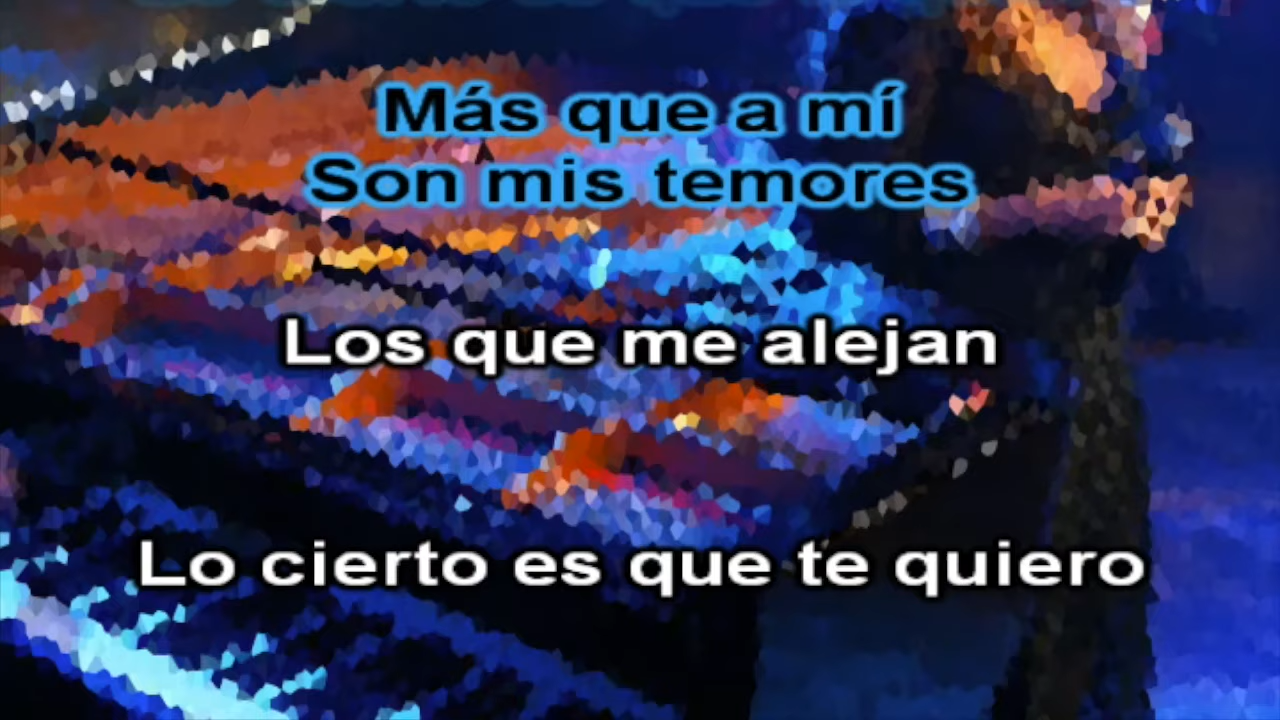 Más que a mí
Son mis temores
Los que me alejan
Lo cierto es que te quiero